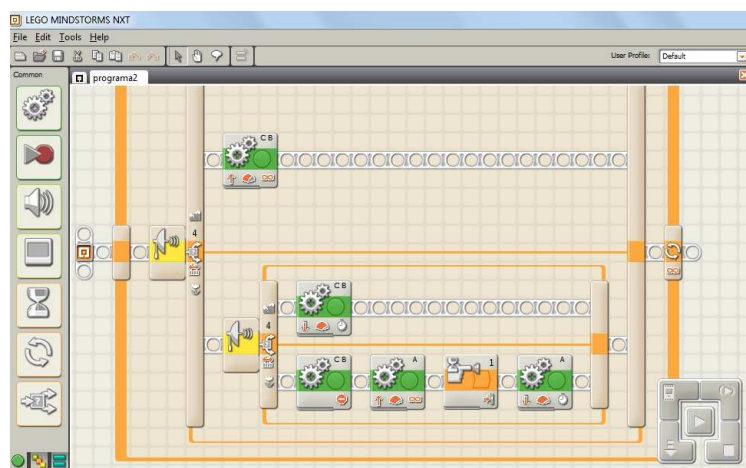 LEGO MINDSTORMS NXT
File Edit Tools Help
User Profile: Default
Common
programa2
C B
4
C B
4
C B
A
1
A